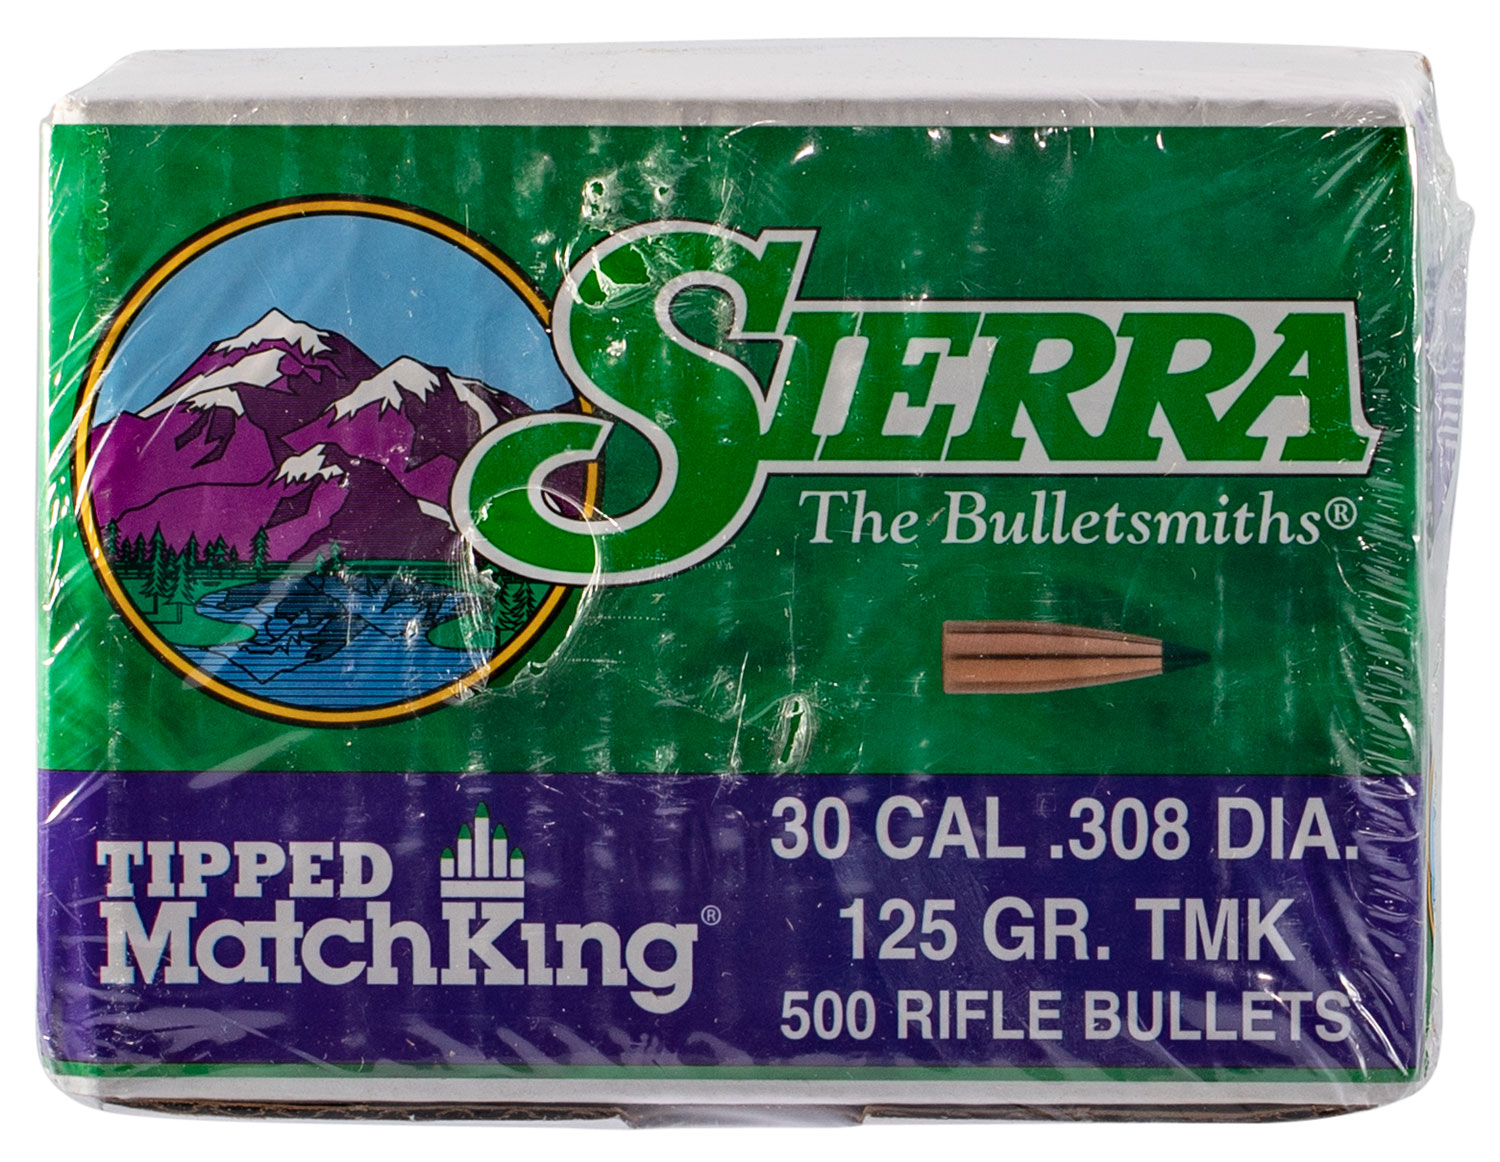 SIERRA
The Bulletsmiths®
TIPPED
MatchKing®
30 CAL .308 DIA.
125 GR. TMK
500 RIFLE BULLETS